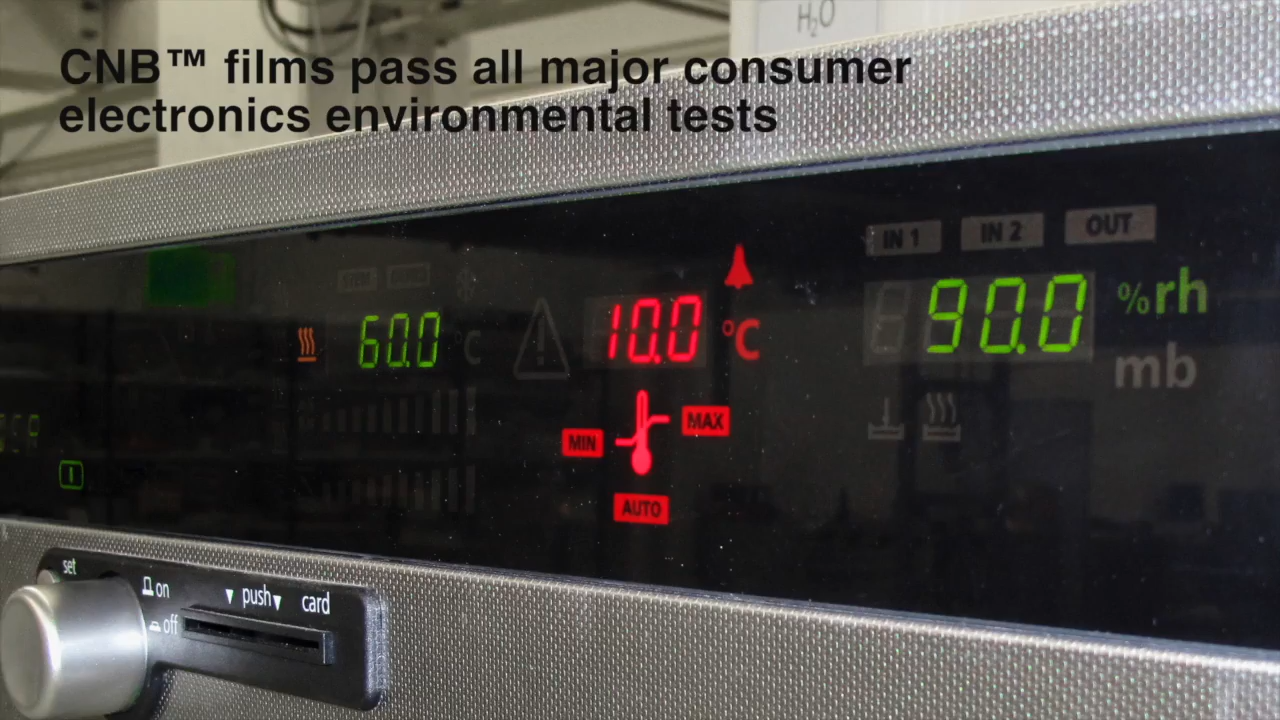 H₂O
CNB™ films pass all major consumer
electronics environmental tests
IN 1 IN 2 OUT
60.0 °C
10.0 °C
90.0 %rh
mb
MIN MAX
AUTO
set
on
push card
off